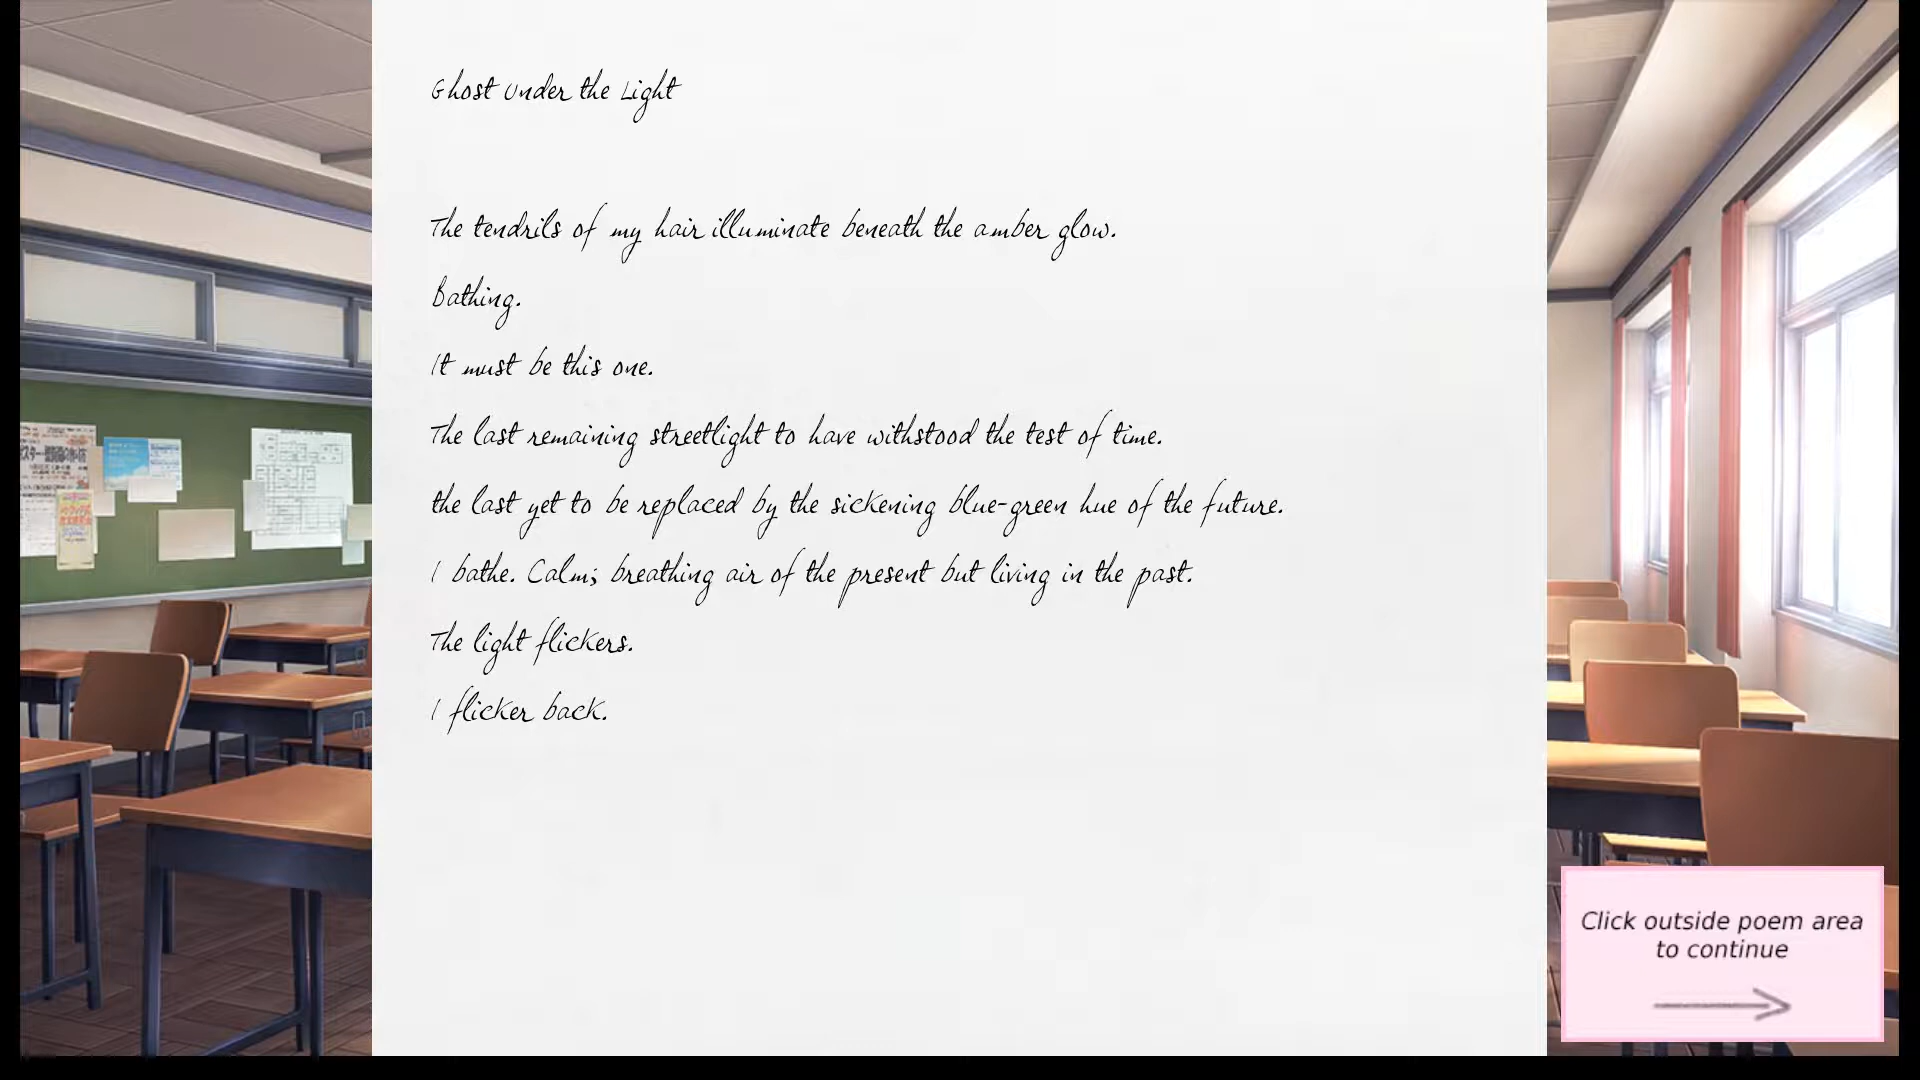 Ghost Under the Light
The tendrils of my hair illuminate beneath the amber glow.
Bathing.
It must be this one.
The last remaining streetlight to have withstood the test of time.
the last yet to be replaced by the sickening blue-green hue of the future.
I bathe. Calm; breathing air of the present but living in the past.
The light flickers.
I flicker back.
Click outside poem area
to continue